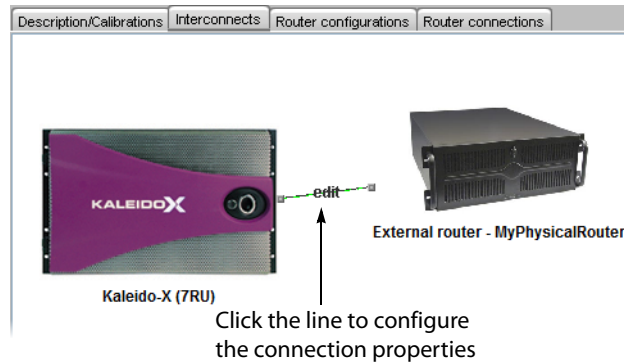 Description/Calibrations Interconnects Router configurations Router connections
KALEIDOX
edit
External router - MyPhysicalRouter
Kaleido-X (7RU)
Click the line to configure
the connection properties